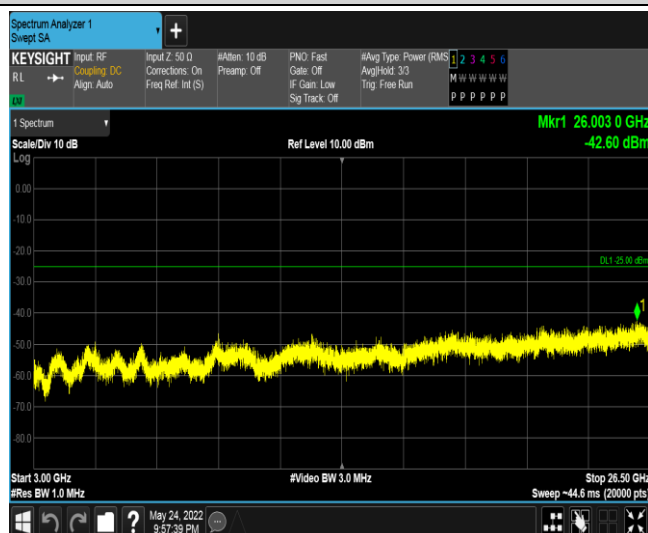 Spectrum Analyzer 1
Swept SA
+
KEYSIGHT Input: RF Input Z: 50 Ω #Atten: 10 dB PNO: Fast #Avg Type: Power (RMS 1 2 3 4 5 6
RL Coupling: DC Corrections: On Preamp: Off Gate: Off Avg|Hold: 3/3 M W W W W W
Align: Auto Freq Ref: Int (S) IF Gain: Low Trig: Free Run
Sig Track: Off P P P P P P
LXI
1 Spectrum Mkr1 26.003 0 GHz
Scale/Div 10 dB Ref Level 10.00 dBm -42.60 dBm
Log
0.00
-10.0
-20.0
DL1 -25.00 dBm
-30.0
-40.0
1
-50.0
-60.0
-70.0
-80.0
Start 3.00 GHz #Video BW 3.0 MHz Stop 26.50 GHz
#Res BW 1.0 MHz Sweep ~44.6 ms (20000 pts)
? May 24, 2022
9:57:39 PM